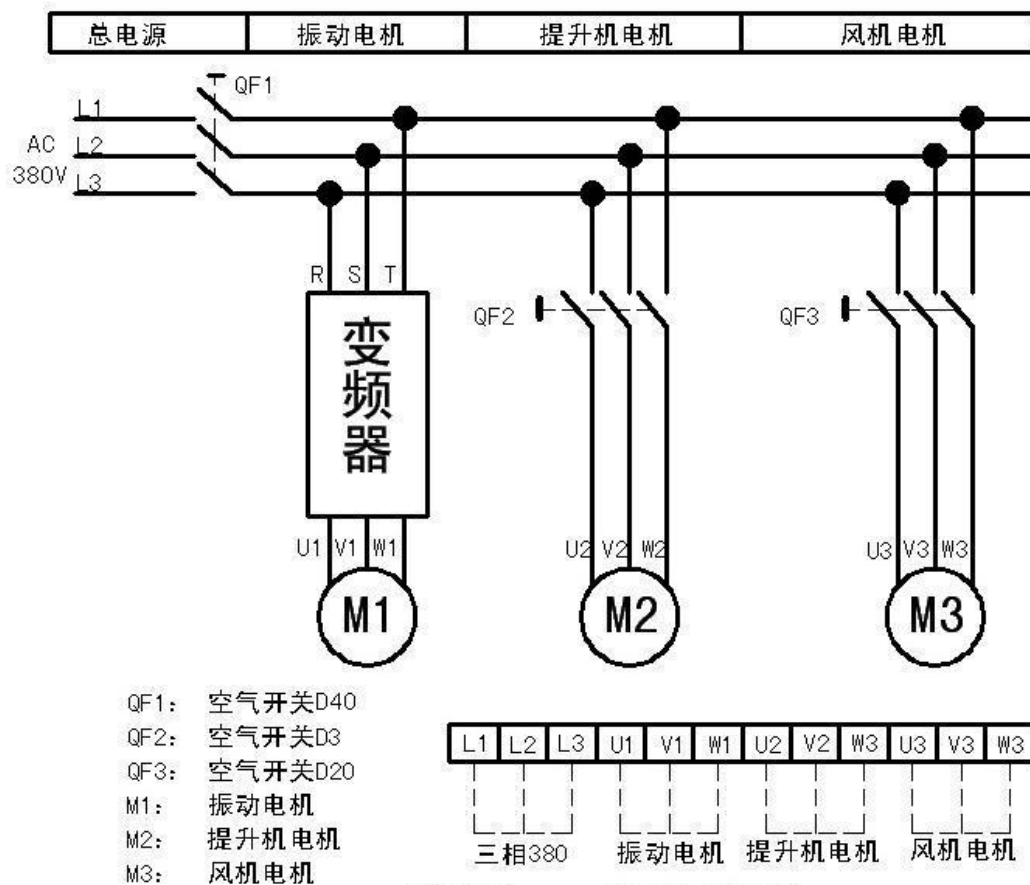 总电源 振动电机 提升机电机 风机电机
QF1
L1
AC L2
380V L3
R S T
QF2 QF3
变频器
U1 V1 W1 U2 V2 W2 U3 V3 W3
M1 M2 M3
QF1: 空气开关D40
QF2: 空气开关D3
QF3: 空气开关D20
M1: 振动电机
M2: 提升机电机
M3: 风机电机
L1 L2 L3 U1 V1 W1 U2 V2 W3 U3 V3 W3
三相380 振动电机 提升机电机 风机电机